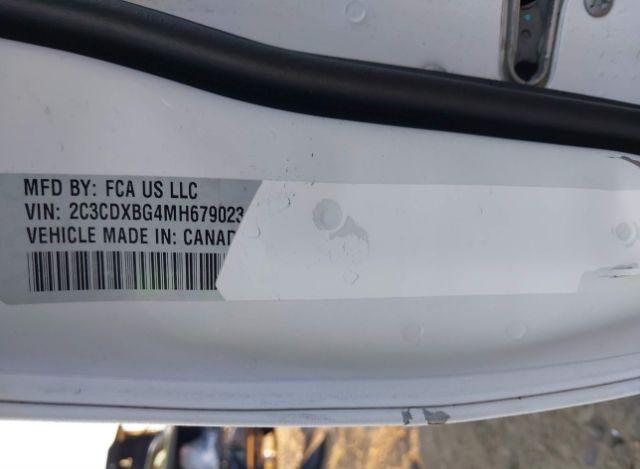 MFD BY: FCA US LLC
VIN: 2C3CDXBG4MH679023
VEHICLE MADE IN: CANAD